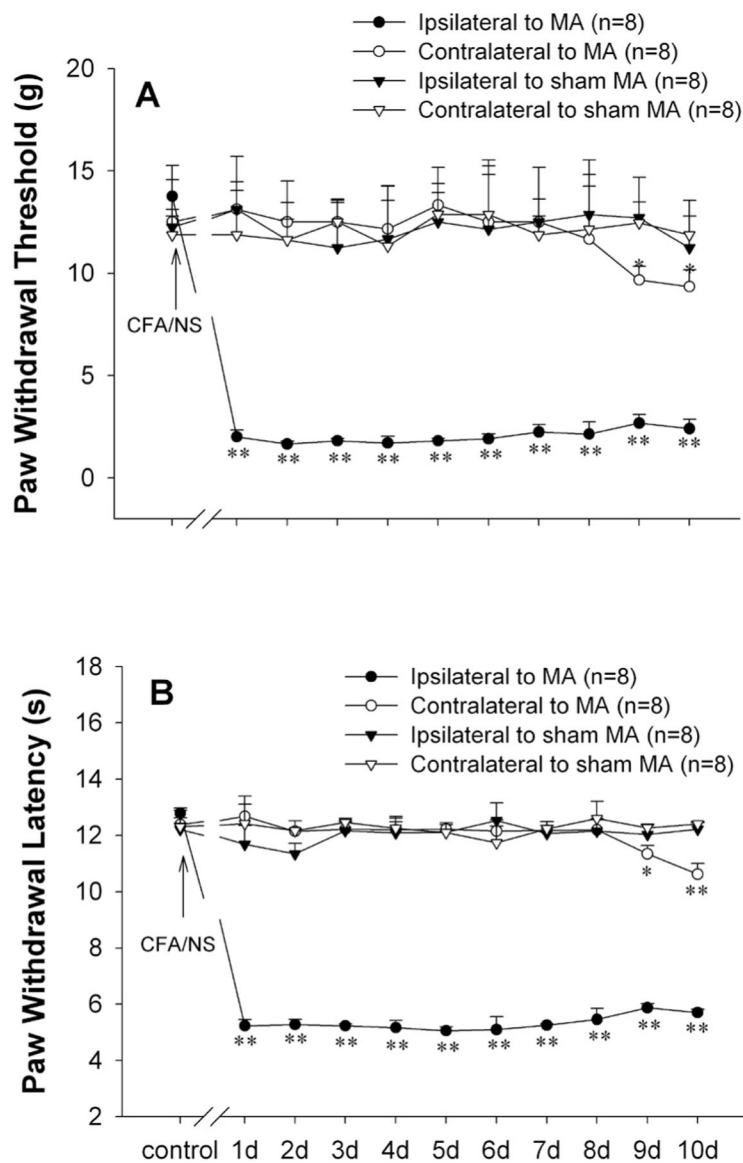 Ipsilateral to MA (n=8)
Contralateral to MA (n=8)
Ipsilateral to sham MA (n=8)
Contralateral to sham MA (n=8)
A
Paw Withdrawal Threshold (g)
20
15
10
5
0
CFA/NS
* *
** ** ** ** ** ** ** ** ** **
Ipsilateral to MA (n=8)
Contralateral to MA (n=8)
Ipsilateral to sham MA (n=8)
Contralateral to sham MA (n=8)
B
Paw Withdrawal Latency (s)
18
16
14
12
10
8
6
4
2
CFA/NS
* **
** ** ** ** ** ** ** ** ** **
control 1d 2d 3d 4d 5d 6d 7d 8d 9d 10d